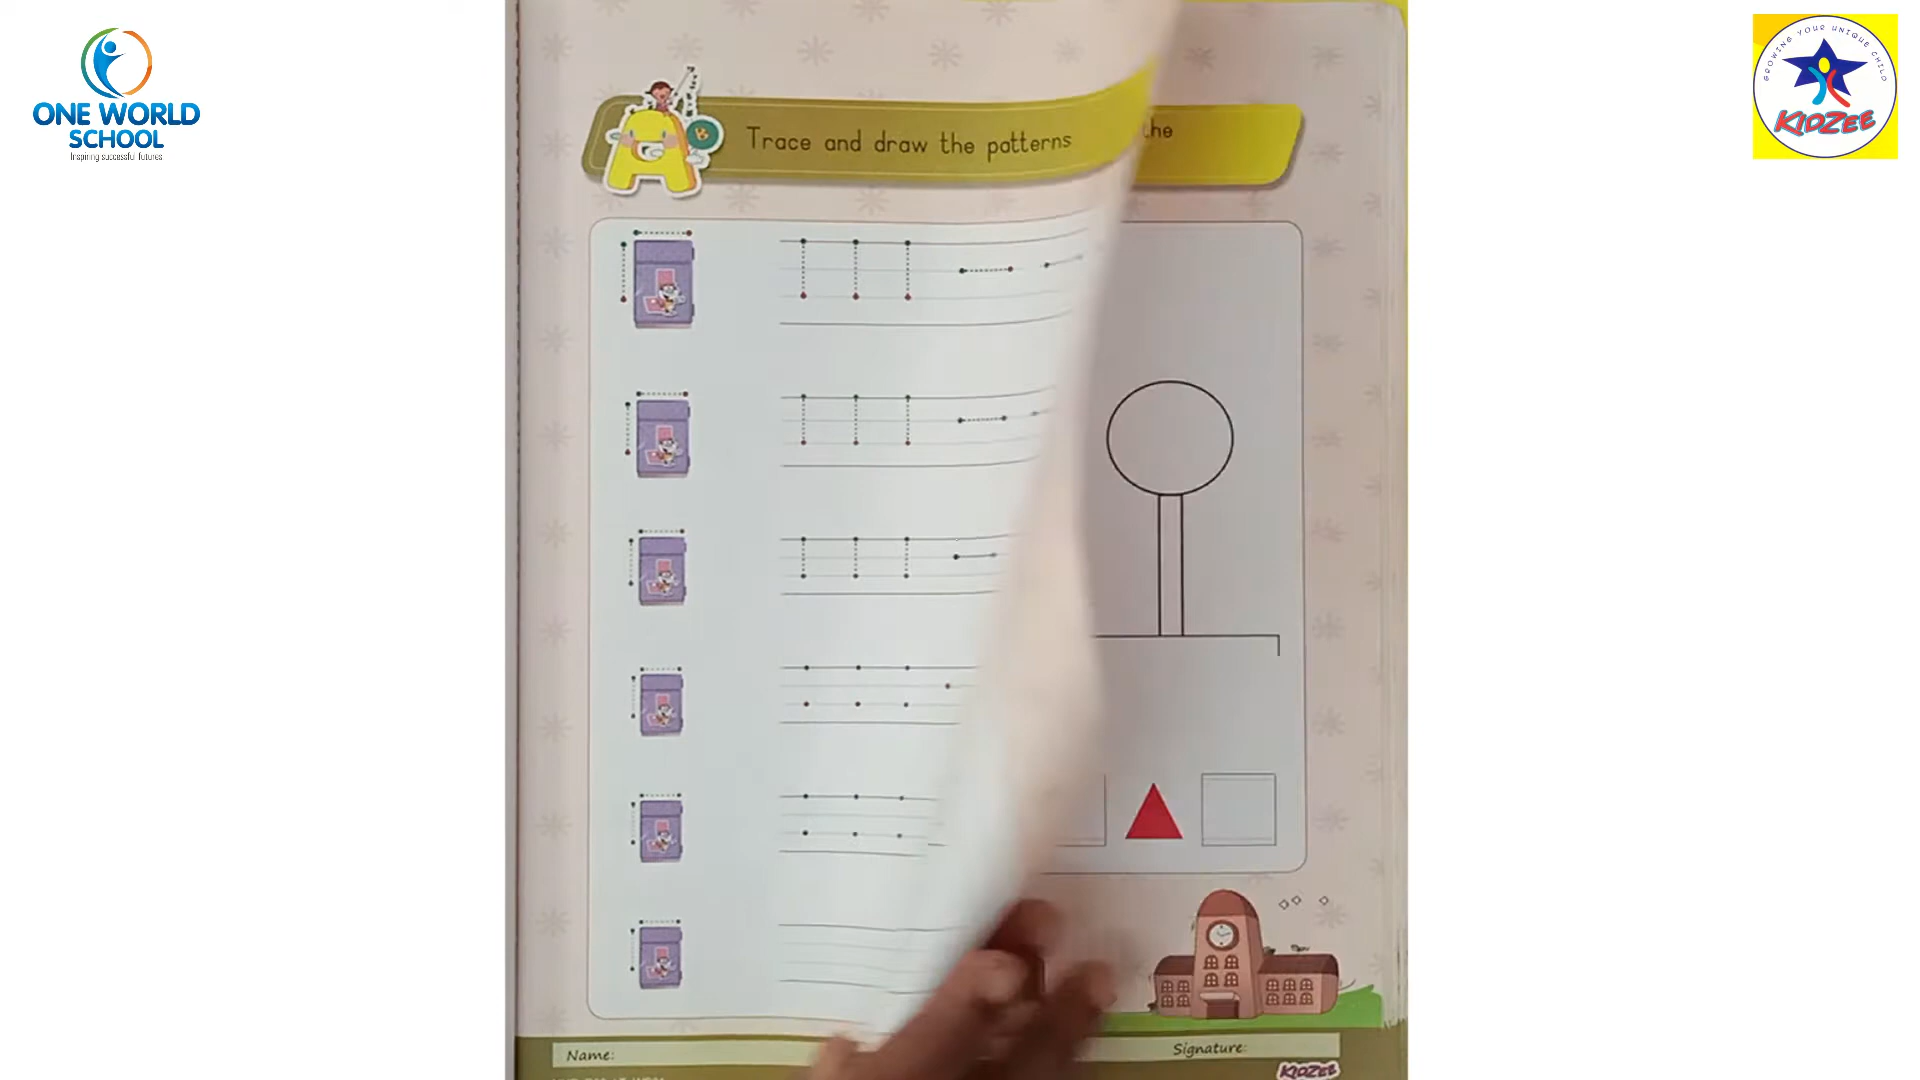 ONE WORLD
SCHOOL
Inspiring successful futures
GROWING YOUR UNIQUE CHILD
KIDZEE
B
Trace and draw the patterns
the
Name:
Signature:
KIDZEE